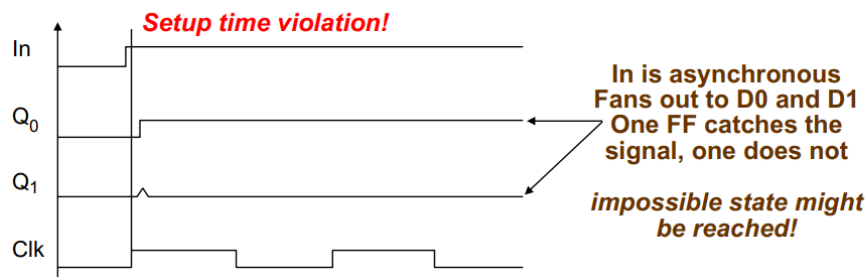 Setup time violation!
In
Q0
Q1
Clk
In is asynchronous
Fans out to D0 and D1
One FF catches the
signal, one does not
impossible state might
be reached!